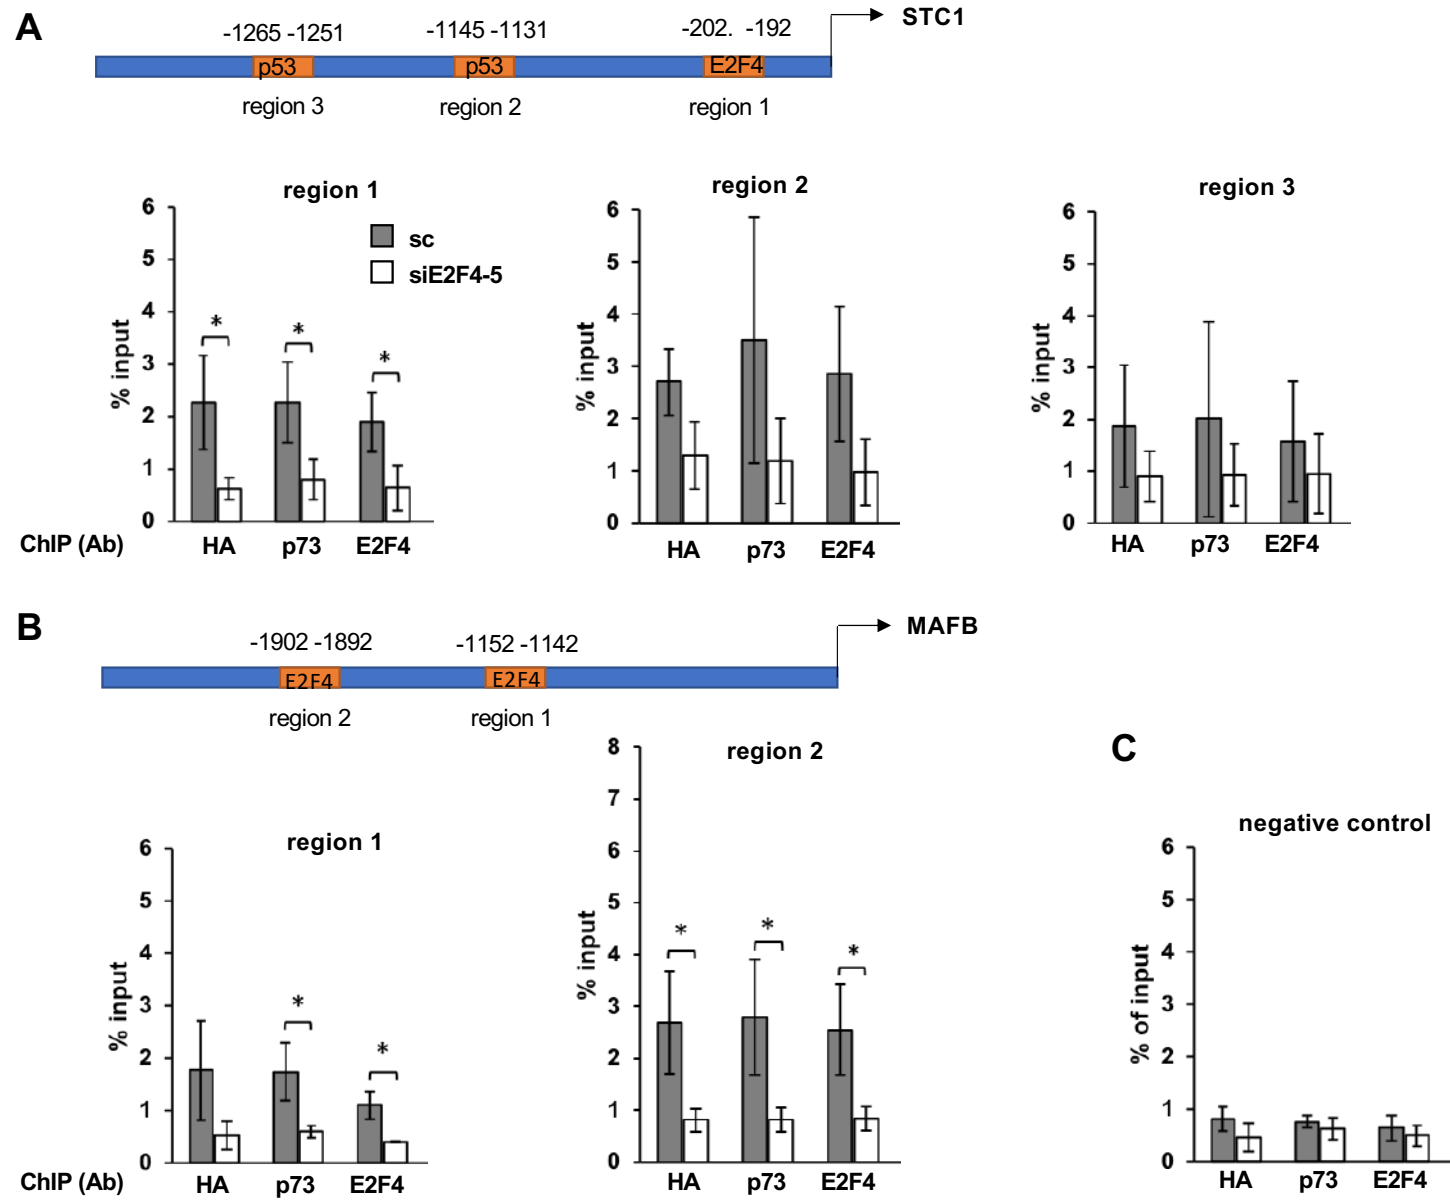 A
-1265 -1251 -1145 -1131 -202. -192 STC1
p53 p53 E2F4
region 3 region 2 region 1
region 1 region 2 region 3
sc
siE2F4-5
6 6 6
5 5 5
4 4 4
3 3 3
2 2 2
1 1 1
0 0 0
% input % input % input
* * *
ChIP (Ab) HA p73 E2F4 HA p73 E2F4 HA p73 E2F4
B
-1902 -1892 -1152 -1142 MAFB
E2F4 E2F4
region 2 region 1
region 1
6
5
4
3
2
1
0
% input
* *
ChIP (Ab) HA p73 E2F4
region 2
8
7
6
5
4
3
2
1
0
% input
* * *
HA p73 E2F4
C
negative control
6
5
4
3
2
1
0
% of input
HA p73 E2F4